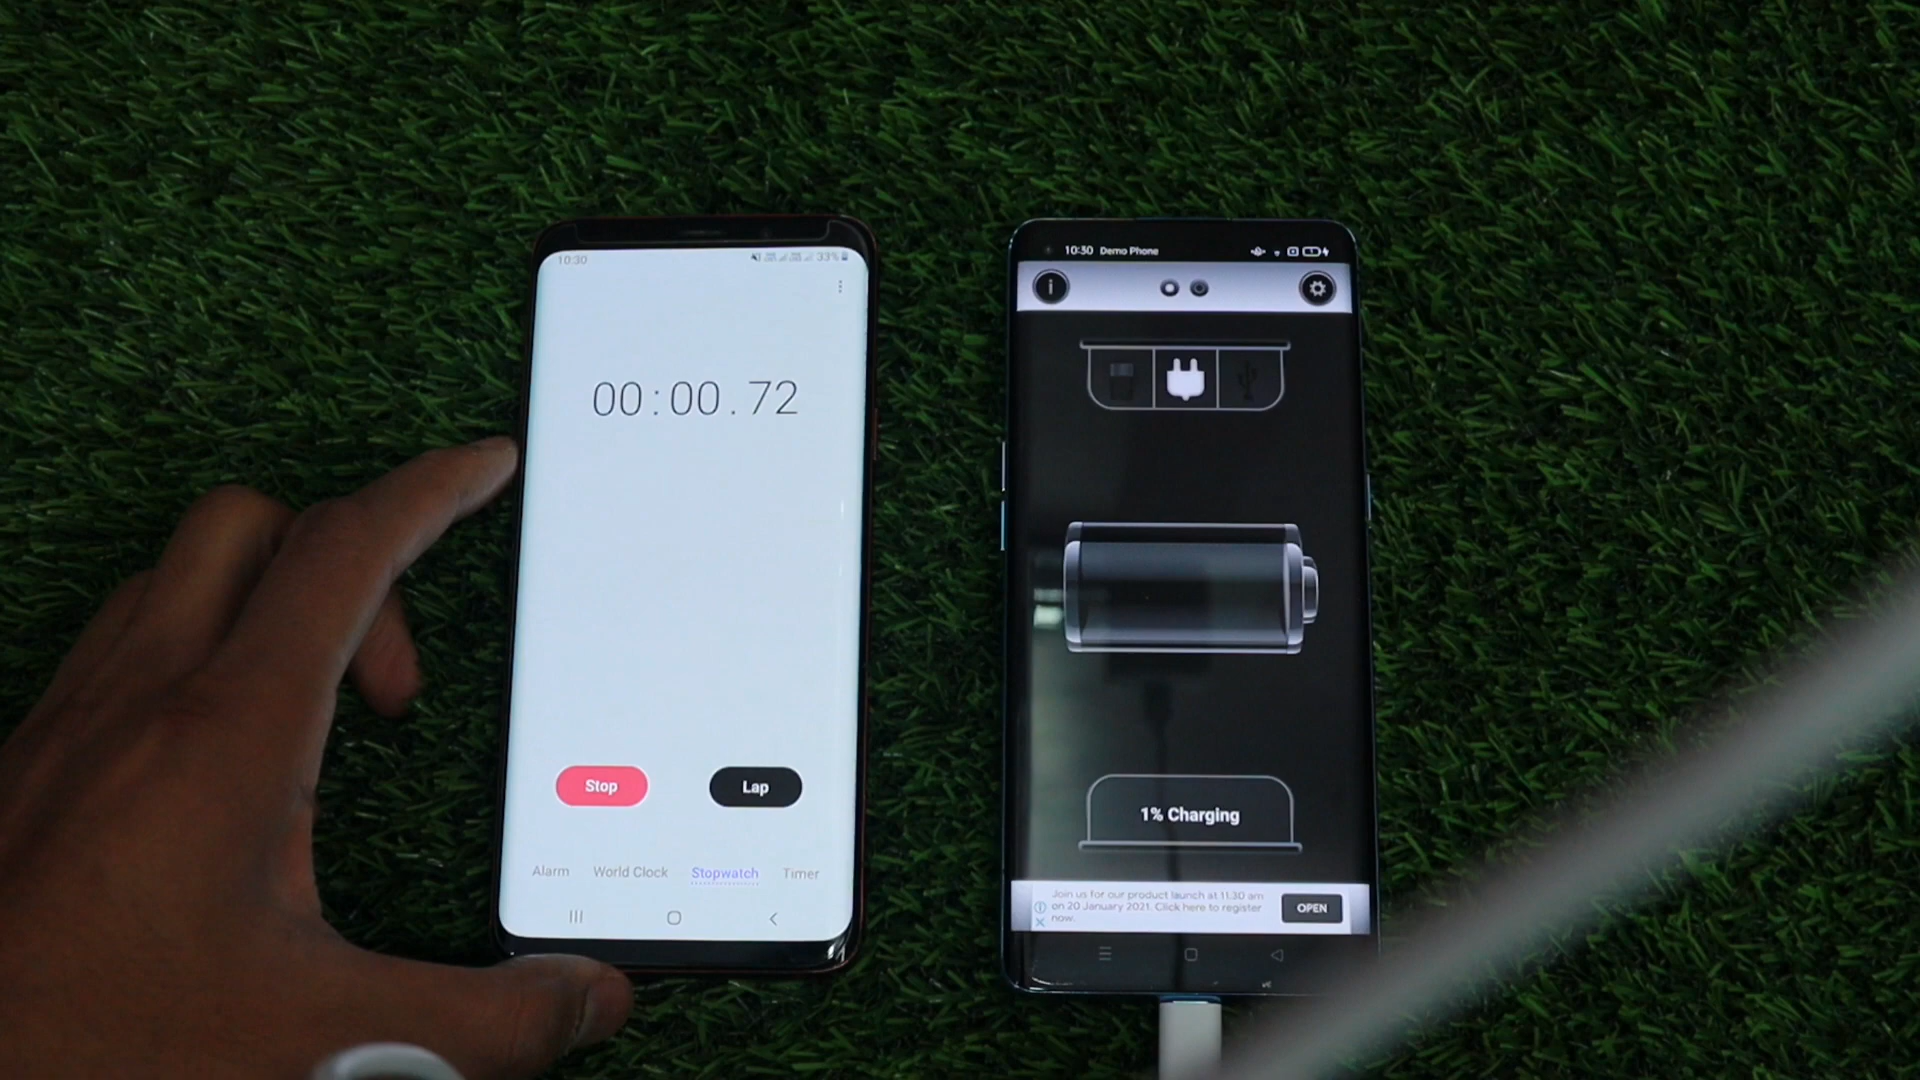 10:30
33%
00:00.72
Stop
Lap
Alarm
World Clock
Stopwatch
Timer
10:30 Demo Phone
1% Charging
Join us for our product launch at 11.30 am
on 20 January 2021. Click here to register
now.
OPEN